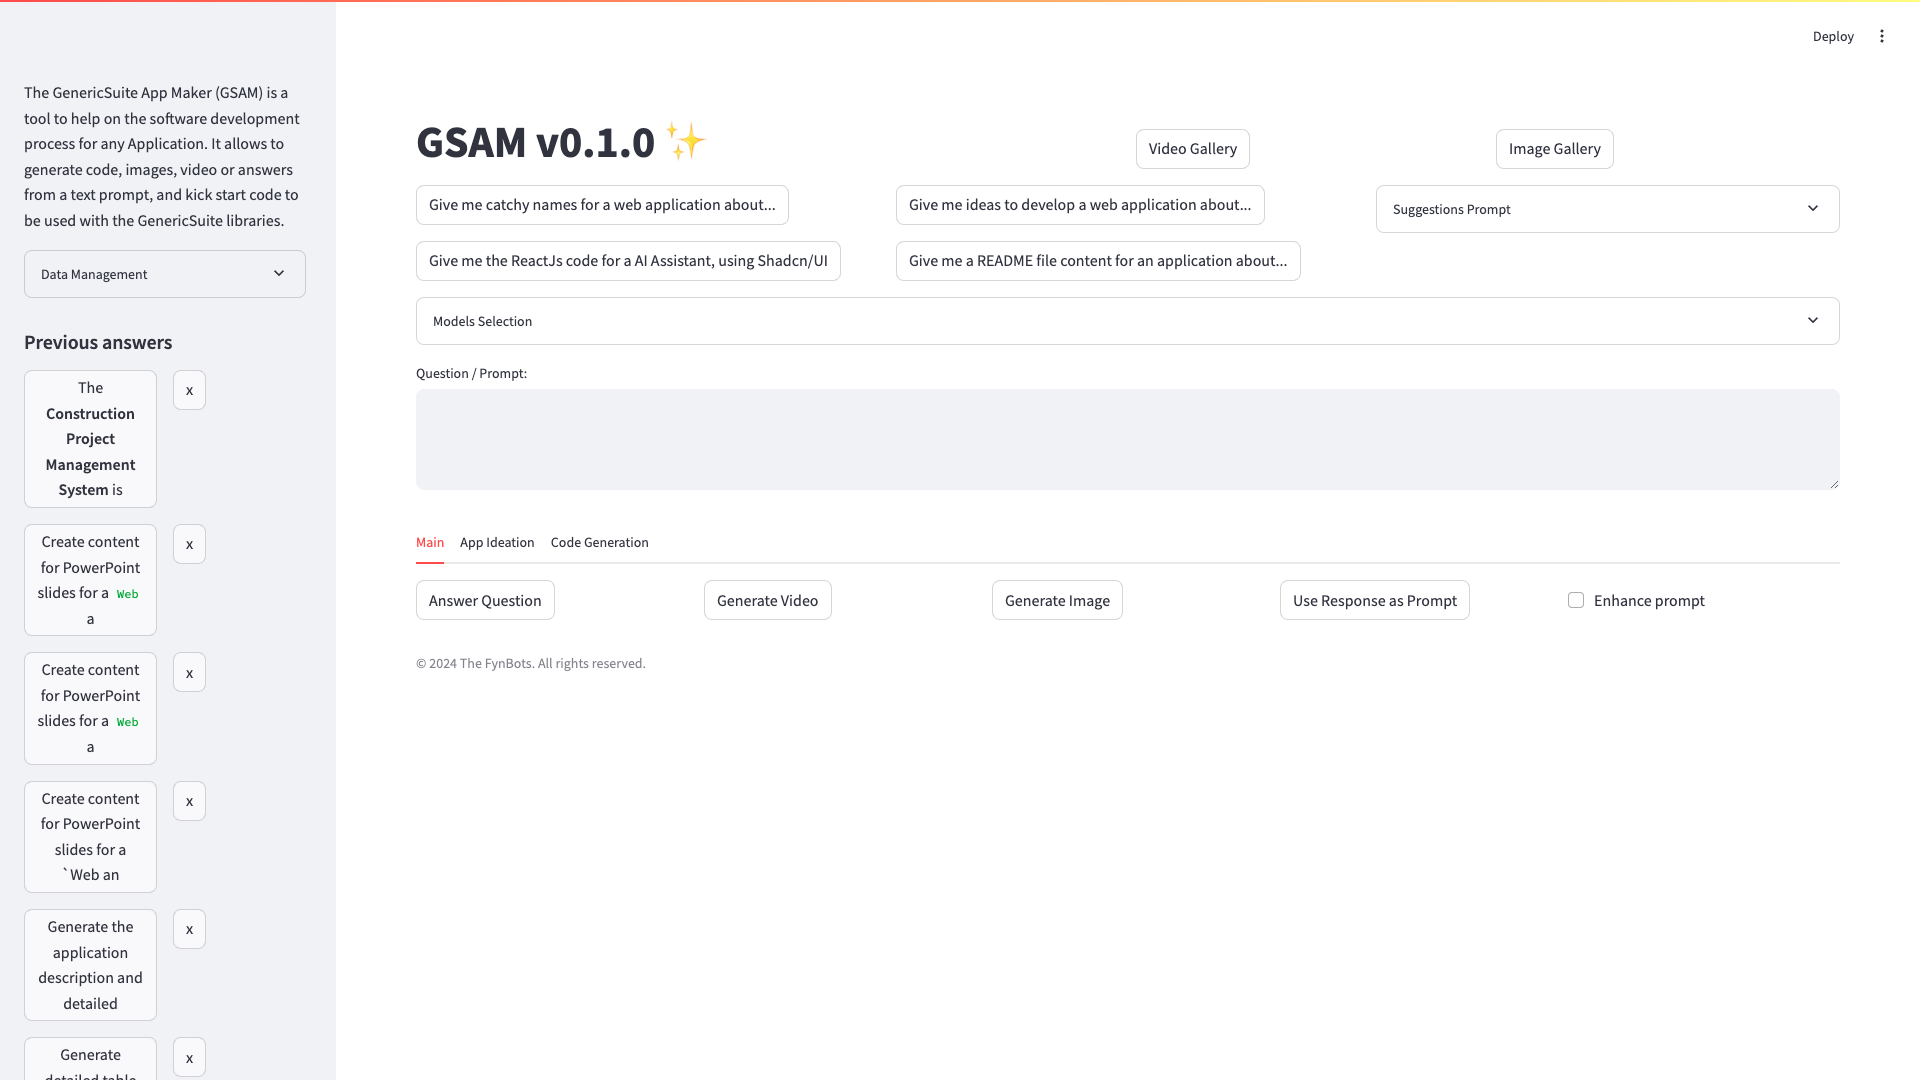 Deploy
The GenericSuite App Maker (GSAM) is a
tool to help on the software development
process for any Application. It allows to
generate code, images, video or answers
from a text prompt, and kick start code to
be used with the GenericSuite libraries.
Data Management
Previous answers
The
Construction
Project
Management
System is
x
Create content
for PowerPoint
slides for a Web
a
x
Create content
for PowerPoint
slides for a Web
a
x
Create content
for PowerPoint
slides for a
`Web an
x
Generate the
application
description and
detailed
x
Generate
detailed table
x
GSAM v0.1.0 ✨
Video Gallery
Image Gallery
Give me catchy names for a web application about...
Give me ideas to develop a web application about...
Suggestions Prompt
Give me the ReactJs code for a AI Assistant, using Shadcn/UI
Give me a README file content for an application about...
Models Selection
Question / Prompt:
Main App Ideation Code Generation
Answer Question
Generate Video
Generate Image
Use Response as Prompt
Enhance prompt
© 2024 The FynBots. All rights reserved.